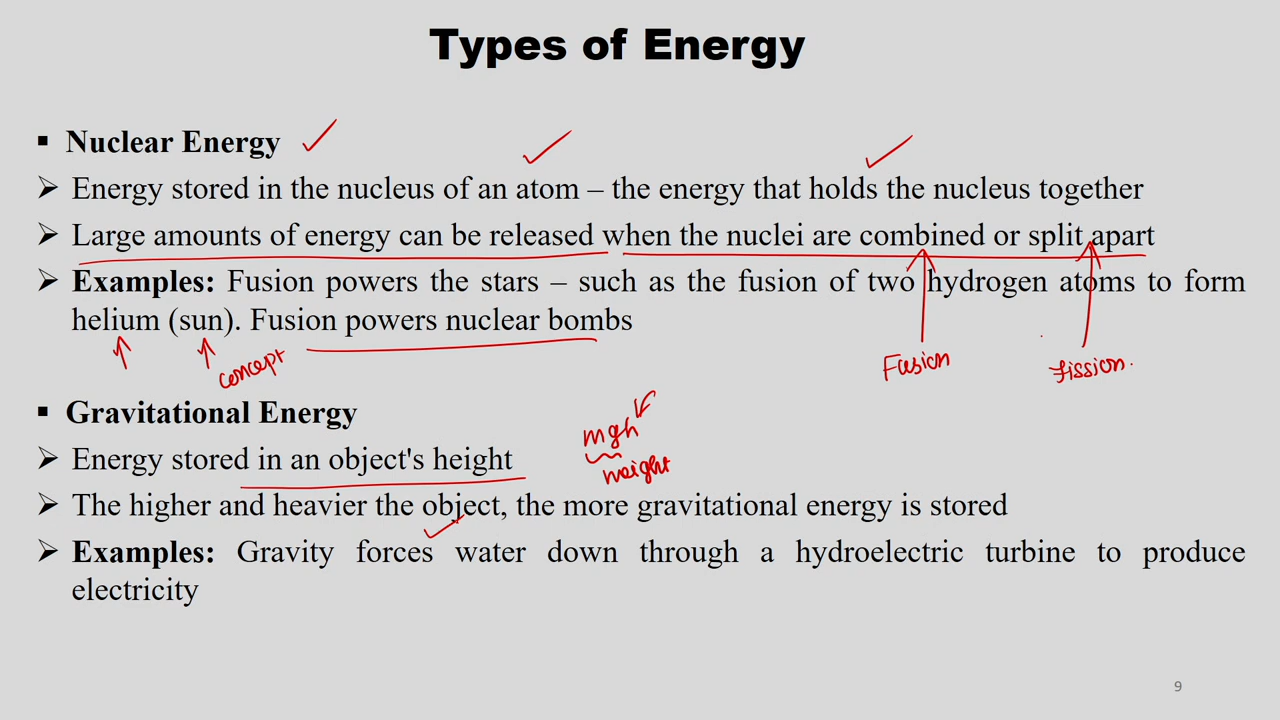 Types of Energy
▪ Nuclear Energy
➢ Energy stored in the nucleus of an atom – the energy that holds the nucleus together
➢ Large amounts of energy can be released when the nuclei are combined or split apart
➢ Examples: Fusion powers the stars – such as the fusion of two hydrogen atoms to form
helium (sun). Fusion powers nuclear bombs
concept
Fusion
fission.
▪ Gravitational Energy
mgh
➢ Energy stored in an object's height
weight
➢ The higher and heavier the object, the more gravitational energy is stored
➢ Examples: Gravity forces water down through a hydroelectric turbine to produce
electricity
9